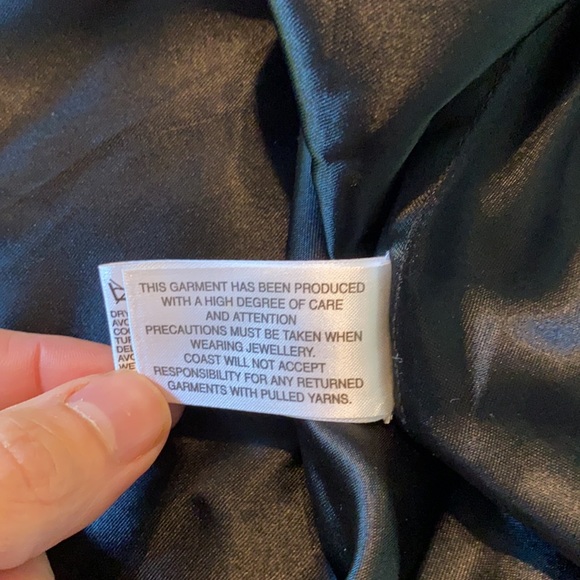 THIS GARMENT HAS BEEN PRODUCED
WITH A HIGH DEGREE OF CARE
AND ATTENTION
PRECAUTIONS MUST BE TAKEN WHEN
WEARING JEWELLERY.
COAST WILL NOT ACCEPT
RESPONSIBILITY FOR ANY RETURNED
GARMENTS WITH PULLED YARNS.
DRY